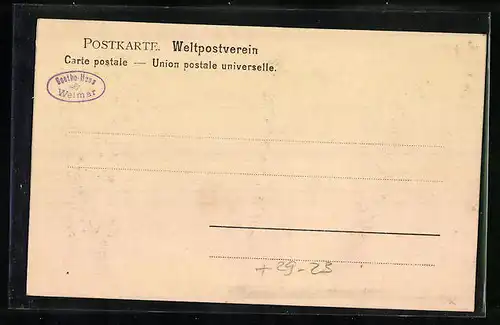 POSTKARTE. Weltpostverein
Carte postale — Union postale universelle.
Goethe-Haus
Weimar
+ 29-23